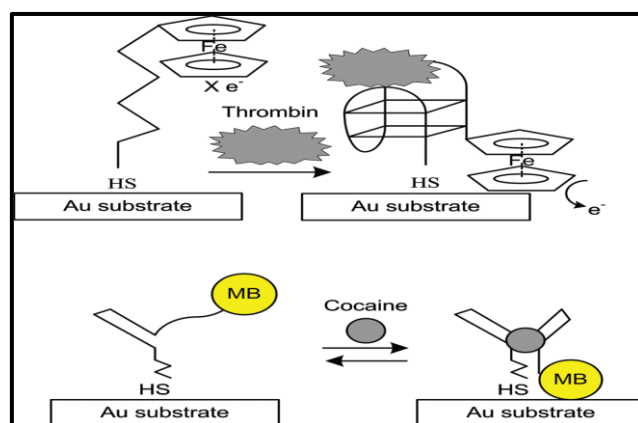 Fe
X e-
Thrombin
HS
Au substrate
Fe
HS
Au substrate
e-
MB
Cocaine
HS
Au substrate
HS
MB
Au substrate